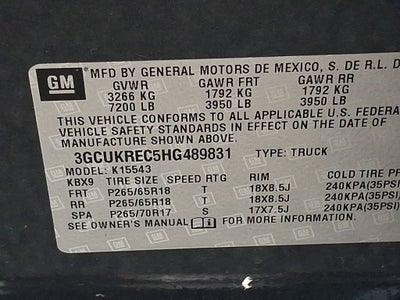 GM
MFD BY GENERAL MOTORS DE MEXICO, S. DE R.L. D
GVWR GAWR FRT GAWR RR
3266 KG 1792 KG 1792 KG
7200 LB 3950 LB 3950 LB
THIS VEHICLE CONFORMS TO ALL APPLICABLE U.S. FEDERA
VEHICLE SAFETY STANDARDS IN EFFECT ON THE DATE OF
MANUFACTURE SHOWN ABOVE.
3GCUKREC5HG489831 TYPE: TRUCK
MODEL: K15543
KBX9 TIRE SIZE SPEED RTG RIM COLD TIRE PR
FRT P265/65R18 T 18X8.5J 240KPA(35PSI
RR P265/65R18 T 18X8.5J 240KPA(35PSI)
SPA P265/70R17 S 17X7.5J 240KPA(35PSI)
SEE OWNER'S MANUAL FOR MORE INFORMATION.